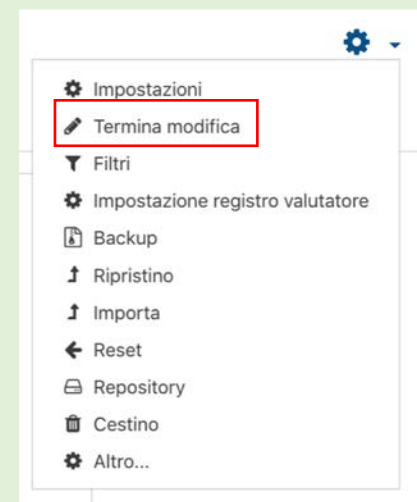 Impostazioni
Termina modifica
Filtri
Impostazione registro valutatore
Backup
Ripristino
Importa
Reset
Repository
Cestino
Altro...